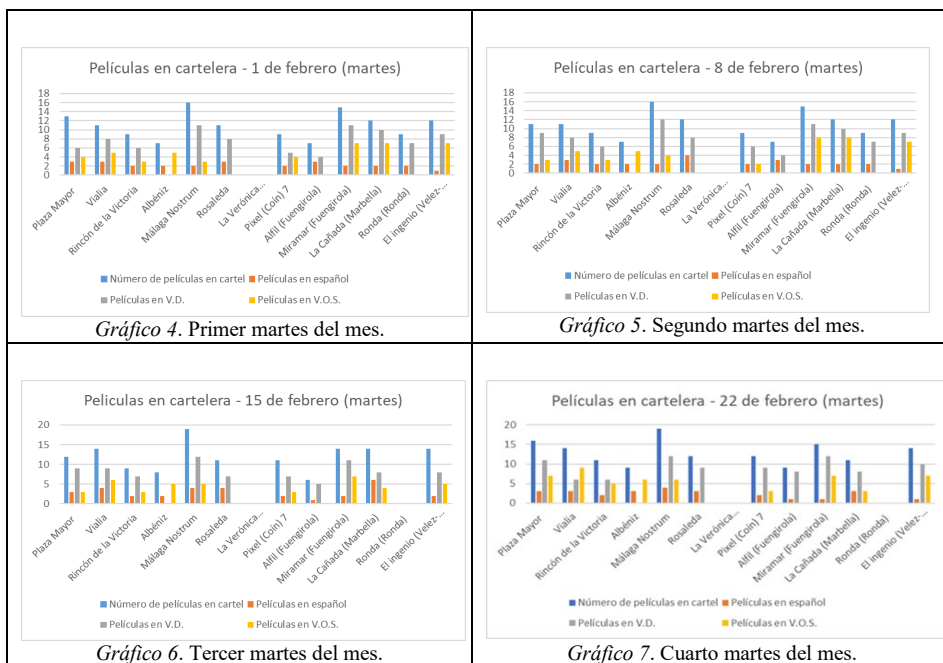 Películas en cartelera - 1 de febrero (martes)
18
16
14
12
10
8
6
4
2
0
Plaza Mayor
Vialia
Rincón de la Victoria
Albéniz
Málaga Nostrum
Rosaleda
La Verónica...
Pixel (Coín) 7
Alfil (Fuengirola)
Miramar (Fuengirola)
La Cañada (Marbella)
Ronda (Ronda)
El ingenio (Velez-...
Número de películas en cartel
Películas en español
Películas en V.D.
Películas en V.O.S.
Gráfico 4. Primer martes del mes.
Películas en cartelera - 8 de febrero (martes)
18
16
14
12
10
8
6
4
2
0
Plaza Mayor
Vialia
Rincón de la Victoria
Albéniz
Málaga Nostrum
Rosaleda
La Verónica...
Pixel (Coín) 7
Alfil (Fuengirola)
Miramar (Fuengirola)
La Cañada (Marbella)
Ronda (Ronda)
El ingenio (Velez-...
Número de películas en cartel
Películas en español
Películas en V.D.
Películas en V.O.S.
Gráfico 5. Segundo martes del mes.
Peliculas en cartelera - 15 de febrero (martes)
20
15
10
5
0
Plaza Mayor
Vialia
Rincón de la Victoria
Albéniz
Málaga Nostrum
Rosaleda
La Verónica...
Pixel (Coín) 7
Alfil (Fuengirola)
Miramar (Fuengirola)
La Cañada (Marbella)
Ronda (Ronda)
El ingenio (Velez-...
Número de películas en cartel
Películas en español
Películas en V.D.
Películas en V.O.S.
Gráfico 6. Tercer martes del mes.
Películas en cartelera - 22 de febrero (martes)
20
15
10
5
0
Plaza Mayor
Vialia
Rincón de la Victoria
Albéniz
Málaga Nostrum
Rosaleda
La Verónica...
Pixel (Coín) 7
Alfil (Fuengirola)
Miramar (Fuengirola)
La Cañada (Marbella)
Ronda (Ronda)
El ingenio (Velez-...
Número de películas en cartel
Películas en español
Películas en V.D.
Películas en V.O.S.
Gráfico 7. Cuarto martes del mes.